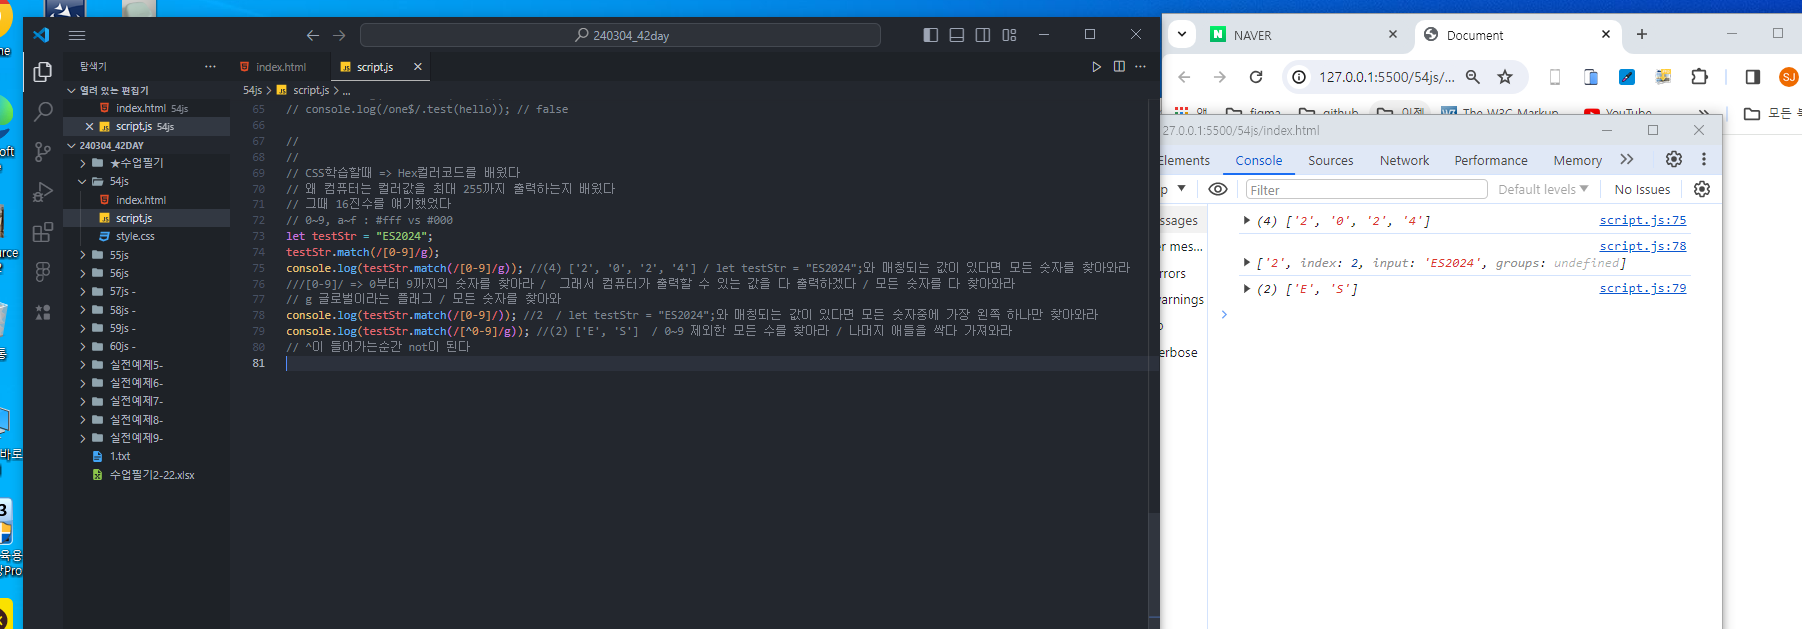 240304_42day
탐색기
index.html
script.js
열려 있는 편집기
index.html 54js
script.js 54js
240304_42DAY
★수업필기
54js
index.html
script.js
style.css
55js
56js
57js -
58js -
59js -
60js -
실전예제5-
실전예제6-
실전예제7-
실전예제8-
실전예제9-
1.txt
수업필기2-22.xlsx
54js > script.js > ...
65 // console.log(/one$/.test(hello)); // false
66
67 //
68 //
69 // CSS학습할때 => Hex컬러코드를 배웠다
70 // 왜 컴퓨터는 컬러값을 최대 255까지 출력하는지 배웠다
71 // 그때 16진수를 얘기했었다
72 // 0~9, a~f : #fff vs #000
73 let testStr = "ES2024";
74 testStr.match(/[0-9]/g);
75 console.log(testStr.match(/[0-9]/g)); //(4) ['2', '0', '2', '4'] / let testStr = "ES2024";와 매칭되는 값이 있다면 모든 숫자를 찾아와라
76 ///[0-9]/ => 0부터 9까지의 숫자를 찾아라 /  그래서 컴퓨터가 출력할 수 있는 값을 다 출력하겠다 / 모든 숫자를 다 찾아와라
77 // g 글로벌이라는 플래그 / 모든 숫자를 찾아와
78 console.log(testStr.match(/[0-9]/)); //2  / let testStr = "ES2024";와 매칭되는 값이 있다면 모든 숫자중에 가장 왼쪽 하나만 찾아와라
79 console.log(testStr.match(/[^0-9]/g)); //(2) ['E', 'S']  / 0~9 제외한 모든 수를 찾아라 / 나머지 애들을 싹다 가져와라
80 // ^이 들어가는순간 not이 된다
81
NAVER
Document
127.0.0.1:5500/54js/...
SJ
figma
github
The W3C Markup
YouTube
모든
27.0.0.1:5500/54js/index.html
Elements Console Sources Network Performance Memory
Filter
Default levels
No Issues
(4) ['2', '0', '2', '4'] script.js:75
script.js:78
['2', index: 2, input: 'ES2024', groups: undefined]
(2) ['E', 'S'] script.js:79
ssages
r mes...
rrors
arnings
erbose